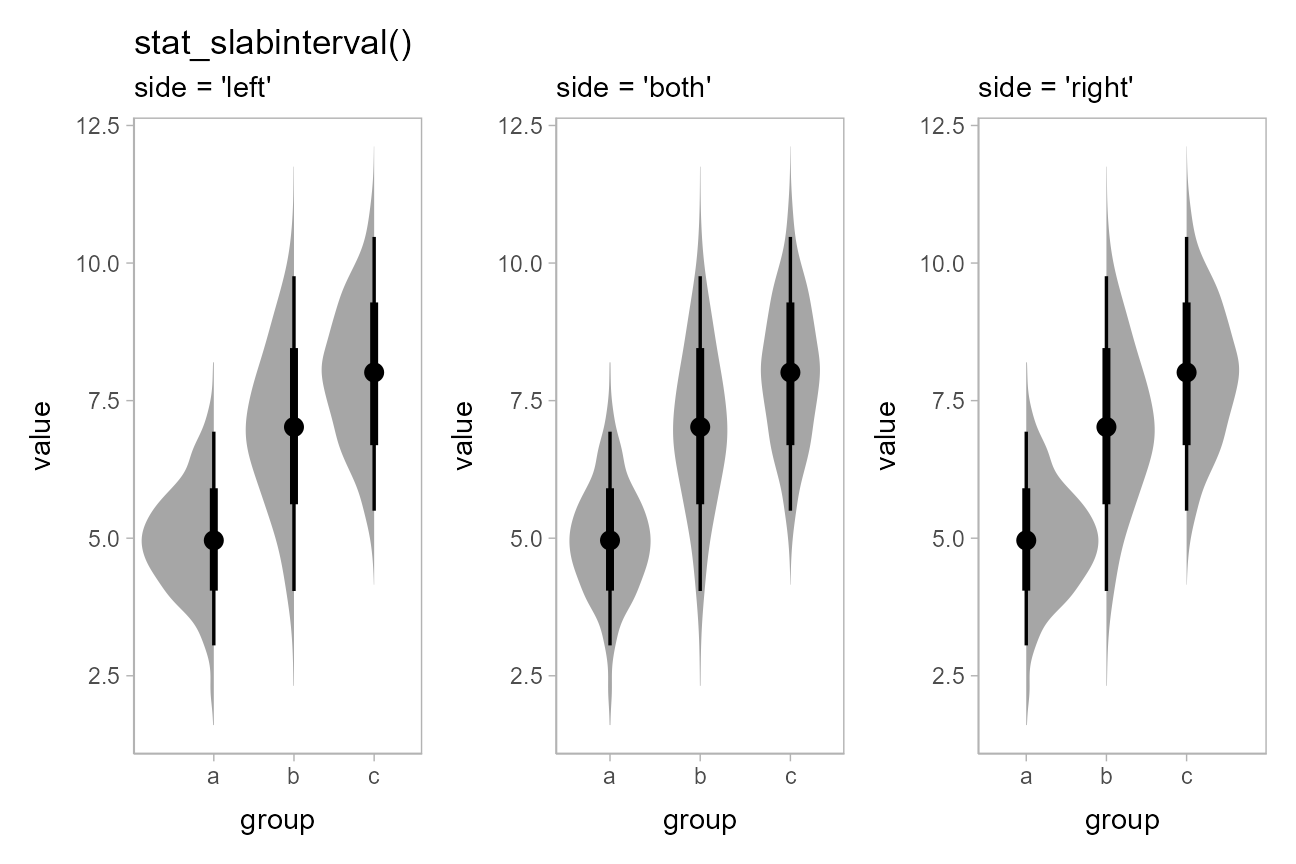 stat_slabinterval()
side = 'left'
side = 'both'
side = 'right'
value
12.5
10.0
7.5
5.0
2.5
a b c
group
value
12.5
10.0
7.5
5.0
2.5
a b c
group
value
12.5
10.0
7.5
5.0
2.5
a b c
group